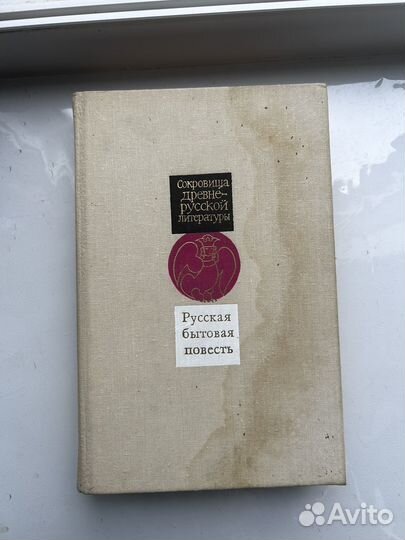 Сокровища
древне-
русской
литературы
Русская
бытовая
повесть
Avito